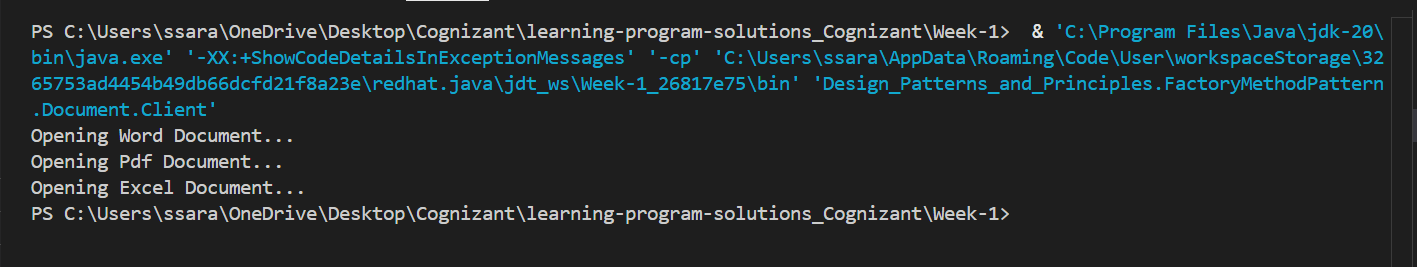 PS C:\Users\ssara\OneDrive\Desktop\Cognizant\learning-program-solutions_Cognizant\Week-1>  & 'C:\Program Files\Java\jdk-20\
bin\java.exe' '-XX:+ShowCodeDetailsInExceptionMessages' '-cp' 'C:\Users\ssara\AppData\Roaming\Code\User\workspaceStorage\32
65753ad4454b49db66dcfd21f8a23e\redhat.java\jdt_ws\Week-1_26817e75\bin' 'Design_Patterns_and_Principles.FactoryMethodPattern
.Document.Client'
Opening Word Document...
Opening Pdf Document...
Opening Excel Document...
PS C:\Users\ssara\OneDrive\Desktop\Cognizant\learning-program-solutions_Cognizant\Week-1>